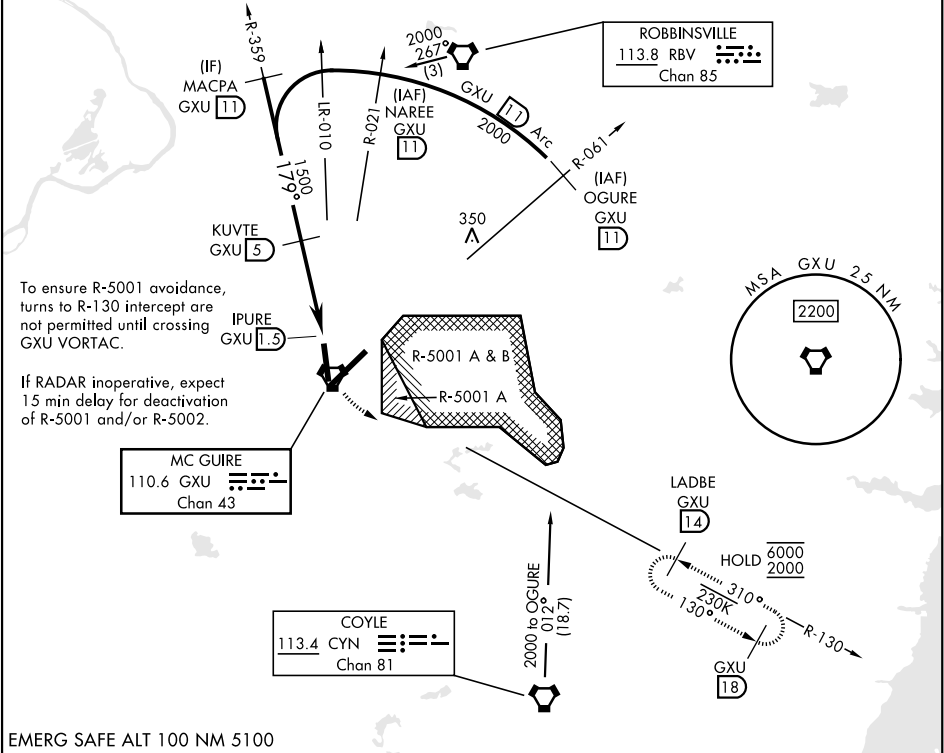 R-359
(IF)
MACPA
GXU 11
2000
267°
(3)
ROBBINSVILLE
113.8 RBV
Chan 85
LR-010
R-021
(IAF)
NAREE
GXU
11
GXU 11 Arc
2000
R-061
(IAF)
OGURE
GXU
11
1500
179°
KUVTE
GXU 5
350
To ensure R-5001 avoidance,
turns to R-130 intercept are
not permitted until crossing
GXU VORTAC.
IPURE
GXU 1.5
If RADAR inoperative, expect
15 min delay for deactivation
of R-5001 and/or R-5002.
R-5001 A & B
R-5001 A
MSA GXU 25 NM
2200
MC GUIRE
110.6 GXU
Chan 43
LADBE
GXU
14
HOLD 6000
2000
310°
230K
130°
R-130
GXU
18
2000 to OGURE
012°
(18.7)
COYLE
113.4 CYN
Chan 81
EMERG SAFE ALT 100 NM 5100